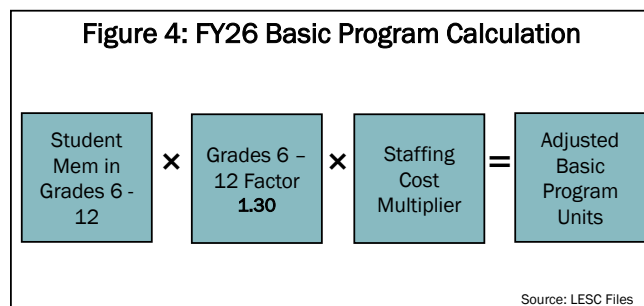 Figure 4: FY26 Basic Program Calculation
Student
Mem in
Grades 6 -
12
×
Grades 6 –
12 Factor
1.30
×
Staffing
Cost
Multiplier
=
Adjusted
Basic
Program
Units
Source: LESC Files